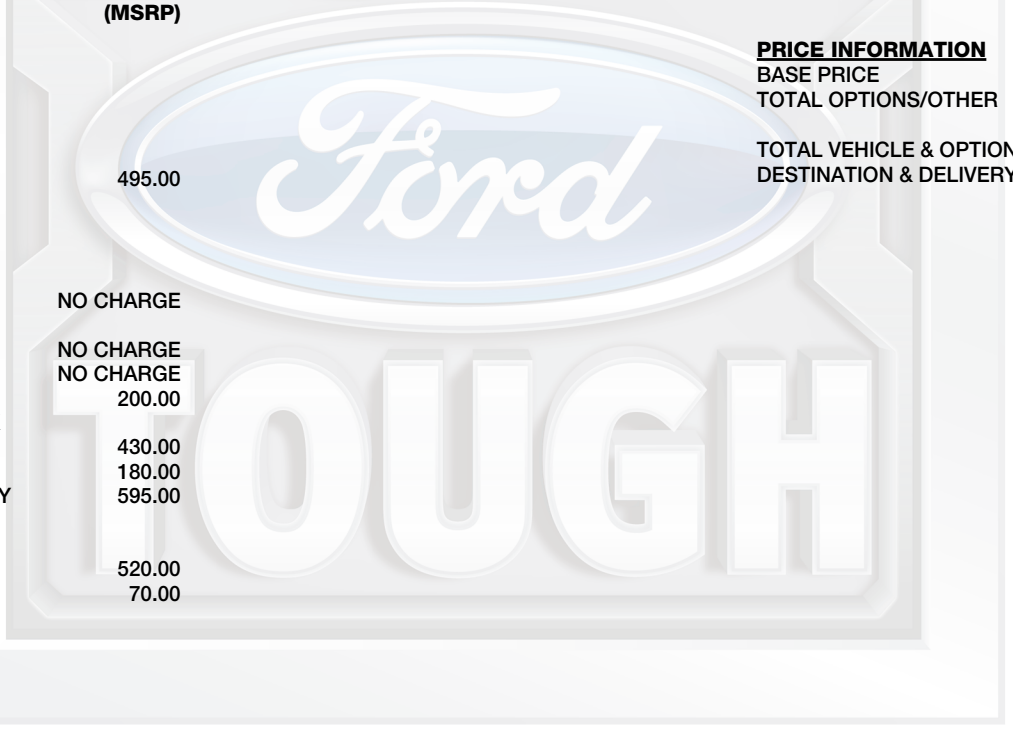 (MSRP)
495.00
NO CHARGE
NO CHARGE
NO CHARGE
200.00
430.00
180.00
595.00
520.00
70.00
PRICE INFORMATION
BASE PRICE
TOTAL OPTIONS/OTHER
TOTAL VEHICLE & OPTION
DESTINATION & DELIVERY
Ford
TOUGH